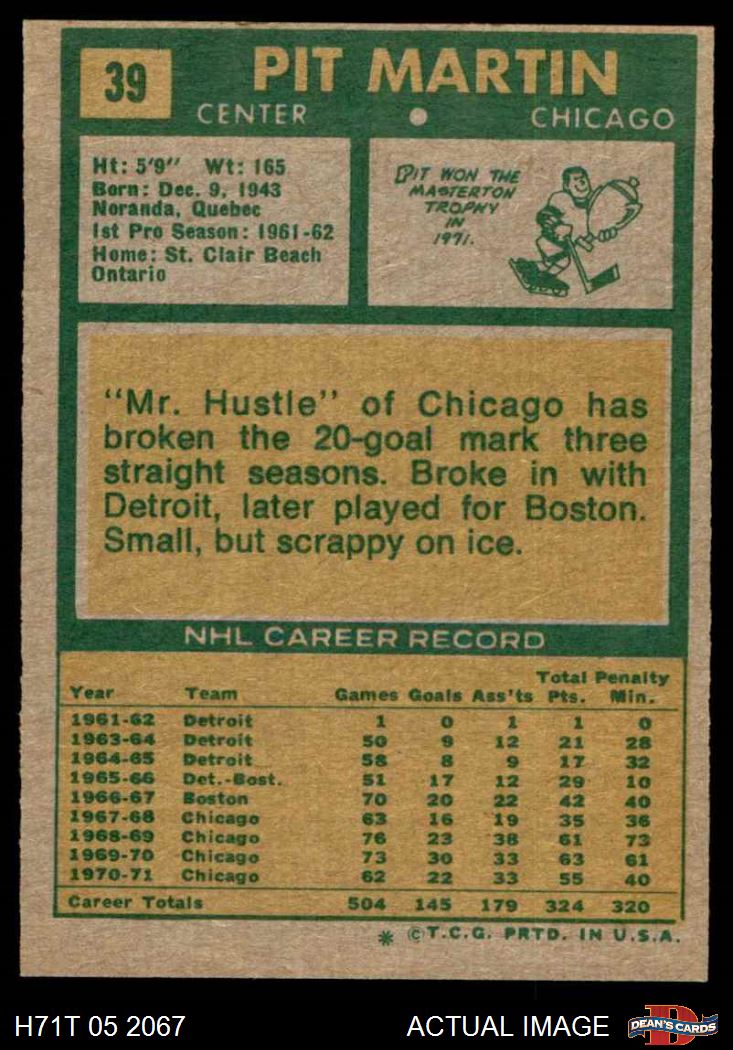 39
PIT MARTIN
CENTER • CHICAGO
Ht: 5'9" Wt: 165
Born: Dec. 9, 1943
Noranda, Quebec
1st Pro Season: 1961-62
Home: St. Clair Beach
Ontario
PIT WON THE
MASTERTON
TROPHY
IN
1971.
"Mr. Hustle" of Chicago has
broken the 20-goal mark three
straight seasons. Broke in with
Detroit, later played for Boston.
Small, but scrappy on ice.
NHL CAREER RECORD
Total Penalty
Year Team Games Goals Ass'ts Pts. Min.
1961-62 Detroit 1 0 1 1 0
1963-64 Detroit 50 9 12 21 28
1964-65 Detroit 58 8 9 17 32
1965-66 Det.-Bost. 51 17 12 29 10
1966-67 Boston 70 20 22 42 40
1967-68 Chicago 63 16 19 35 36
1968-69 Chicago 76 23 38 61 73
1969-70 Chicago 73 30 33 63 61
1970-71 Chicago 62 22 33 55 40
Career Totals 504 145 179 324 320
* ©T.C.G. PRTD. IN U.S.A.
H71T 05 2067 ACTUAL IMAGE
D
DEAN'S CARDS